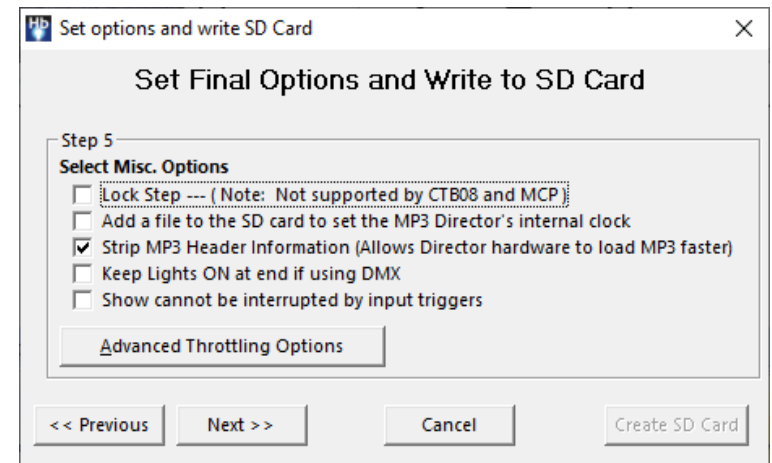 Hb Set options and write SD Card
Set Final Options and Write to SD Card
Step 5
Select Misc. Options
Lock Step --- ( Note:  Not supported by CTB08 and MCP)
Add a file to the SD card to set the MP3 Director's internal clock
Strip MP3 Header Information (Allows Director hardware to load MP3 faster)
Keep Lights ON at end if using DMX
Show cannot be interrupted by input triggers
Advanced Throttling Options
<< Previous Next >> Cancel Create SD Card